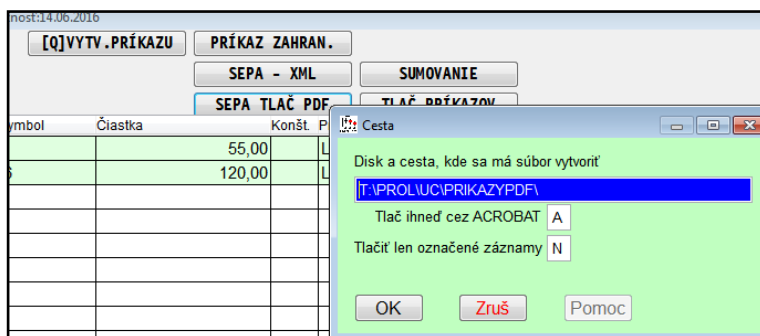 nosť:14.06.2016
[Q]VYTV.PRÍKAZU PRÍKAZ ZAHRAN.
SEPA - XML SUMOVANIE
SEPA TLAČ PDF. TLAČ PRÍKAZOV
ymbol Čiastka Konšt. P
55,00 L
6 120,00 L
Cesta
Disk a cesta, kde sa má súbor vytvoriť
T:\PROL\UC\PRIKAZYPDF\
Tlač ihneď cez ACROBAT A
Tlačiť len označené záznamy N
OK Zruš Pomoc